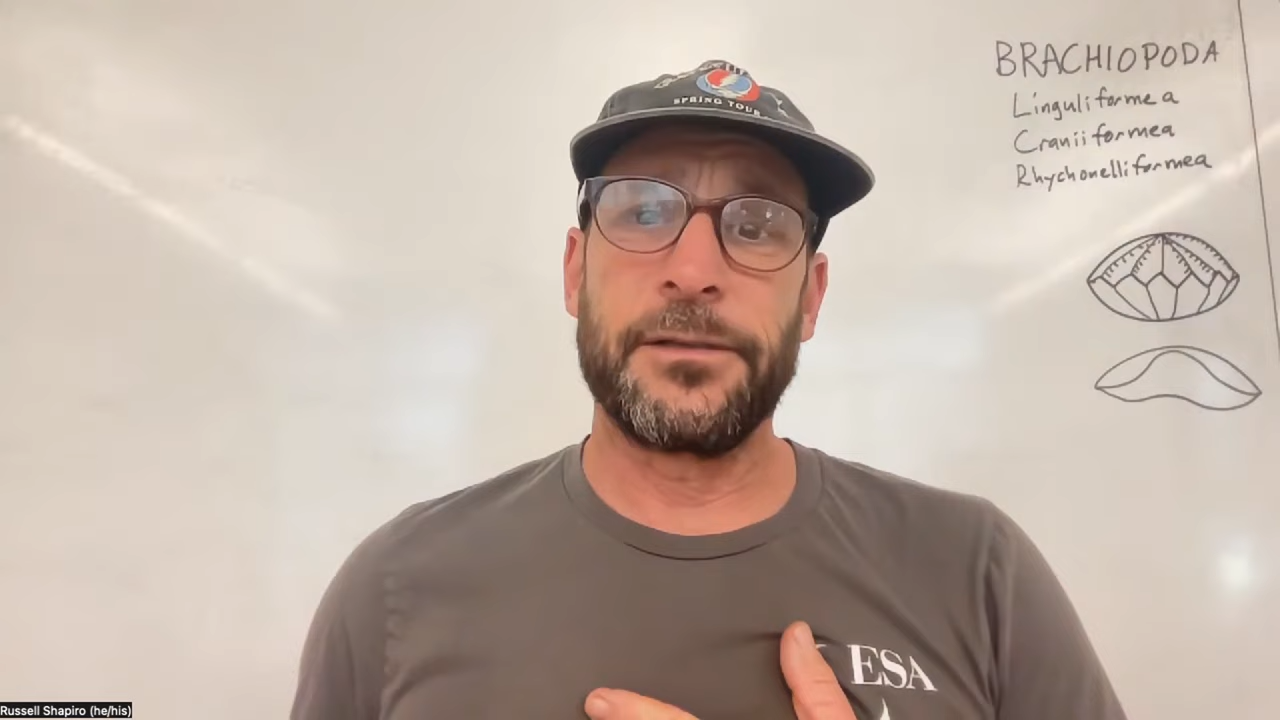 BRACHIOPODA
Linguliformea
Craniiformea
Rhychonelliformea
SPRING TOUR
ESA
Russell Shapiro (he/his)